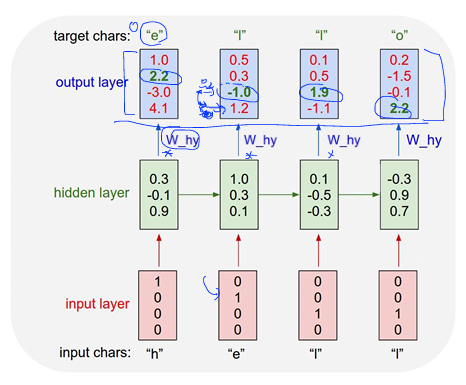 target chars: “e” “l” “l” “o”
1.0 0.5 0.1 0.2
2.2 0.3 0.5 -1.5
output layer
-3.0 -1.0 1.9 -0.1
4.1 1.2 -1.1 2.2
W_hy W_hy W_hy W_hy
0.3 1.0 0.1 -0.3
hidden layer -0.1 0.3 -0.5 0.9
0.9 0.1 -0.3 0.7
1 0 0 0
0 1 0 0
input layer
0 0 1 1
0 0 0 0
input chars: “h” “e” “l” “l”